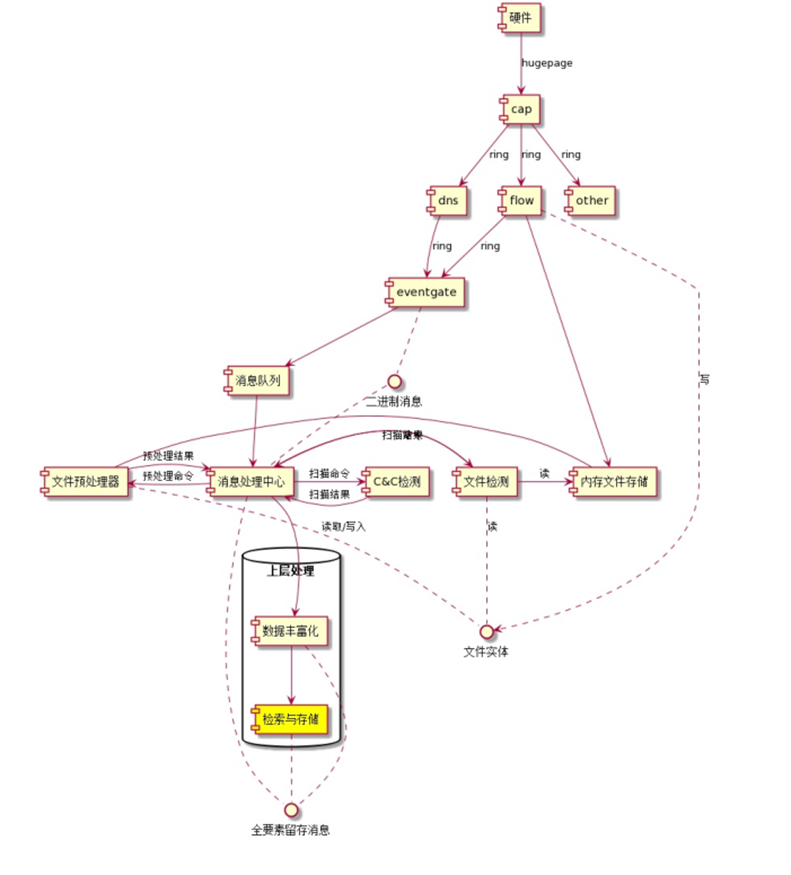 硬件
hugepage
cap
ring
ring
ring
dns
flow
other
ring
ring
eventgate
消息队列
二进制消息
写
扫描
预处理结果
预处理命令
文件预处理器
消息处理中心
扫描命令
扫描结果
C&C检测
文件检测
读
内存文件存储
读取/写入
读
上层处理
数据丰富化
文件实体
检索与存储
全要素留存消息